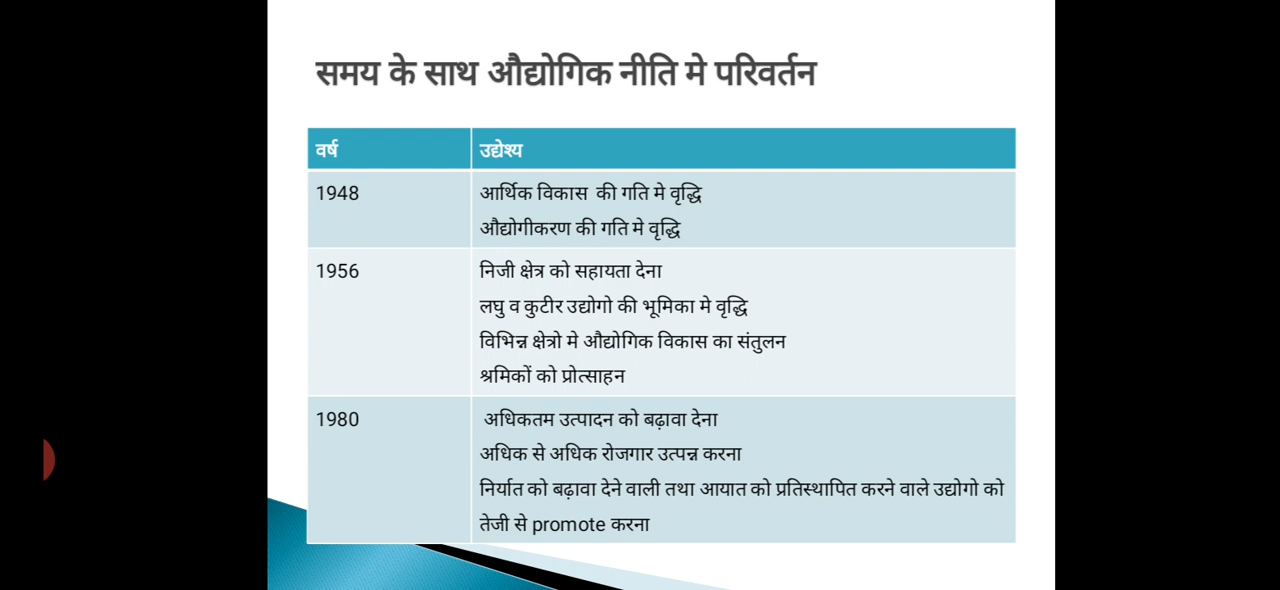 समय के साथ औद्योगिक नीति मे परिवर्तन
वर्ष उद्येश्य
1948 आर्थिक विकास की गति मे वृद्धि
औद्योगीकरण की गति मे वृद्धि
1956 निजी क्षेत्र को सहायता देना
लघु व कुटीर उद्योगो की भूमिका मे वृद्धि
विभिन्न क्षेत्रो मे औद्योगिक विकास का संतुलन
श्रमिकों को प्रोत्साहन
1980 अधिकतम उत्पादन को बढ़ावा देना
अधिक से अधिक रोजगार उत्पन्न करना
निर्यात को बढ़ावा देने वाली तथा आयात को प्रतिस्थापित करने वाले उद्योगो को
तेजी से promote करना